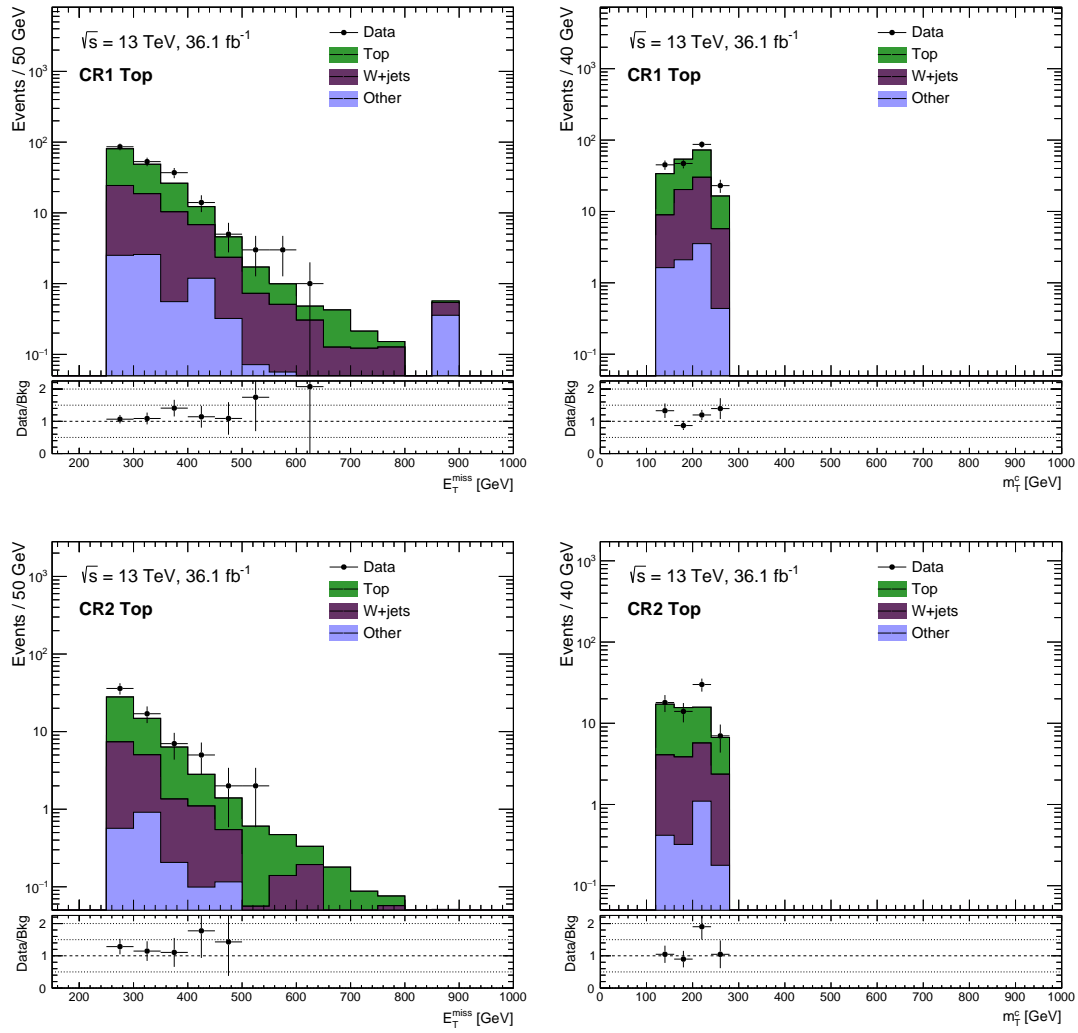 Events / 50 GeV
√s = 13 TeV, 36.1 fb⁻¹
CR1 Top
Data
Top
W+jets
Other
10³
10²
10
1
10⁻¹
Data/Bkg
2
1
0
200 300 400 500 600 700 800 900 1000
E_T^miss [GeV]
Events / 40 GeV
√s = 13 TeV, 36.1 fb⁻¹
CR1 Top
Data
Top
W+jets
Other
10³
10²
10
1
10⁻¹
Data/Bkg
2
1
0
0 100 200 300 400 500 600 700 800 900 1000
m_T^c [GeV]
Events / 50 GeV
√s = 13 TeV, 36.1 fb⁻¹
CR2 Top
Data
Top
W+jets
Other
10³
10²
10
1
10⁻¹
Data/Bkg
2
1
0
200 300 400 500 600 700 800 900 1000
E_T^miss [GeV]
Events / 40 GeV
√s = 13 TeV, 36.1 fb⁻¹
CR2 Top
Data
Top
W+jets
Other
10³
10²
10
1
10⁻¹
Data/Bkg
2
1
0
0 100 200 300 400 500 600 700 800 900 1000
m_T^c [GeV]